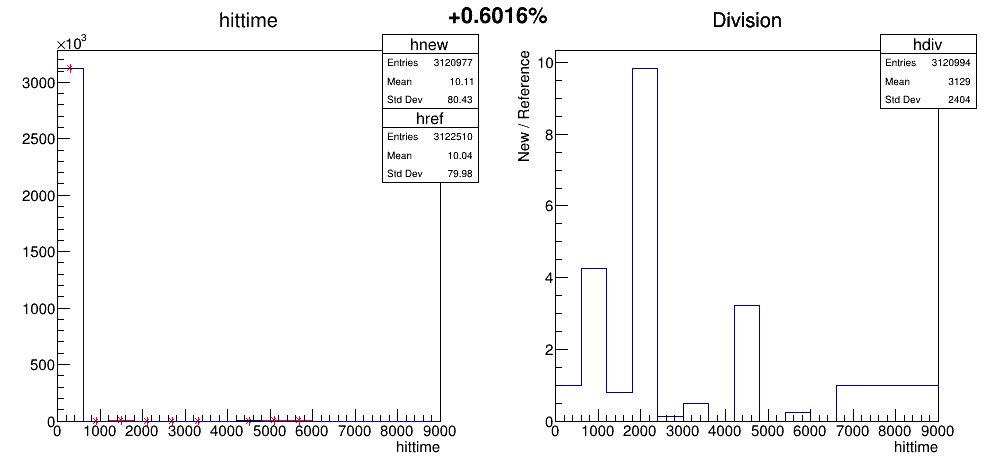 +0.6016%
hittime
×10³
3000
2500
2000
1500
1000
500
0
0 1000 2000 3000 4000 5000 6000 7000 8000 9000
hittime
hnew
Entries 3120977
Mean 10.11
Std Dev 80.43
href
Entries 3122510
Mean 10.04
Std Dev 79.98
Division
New / Reference
10
8
6
4
2
0
0 1000 2000 3000 4000 5000 6000 7000 8000 9000
hittime
hdiv
Entries 3120994
Mean 3129
Std Dev 2404